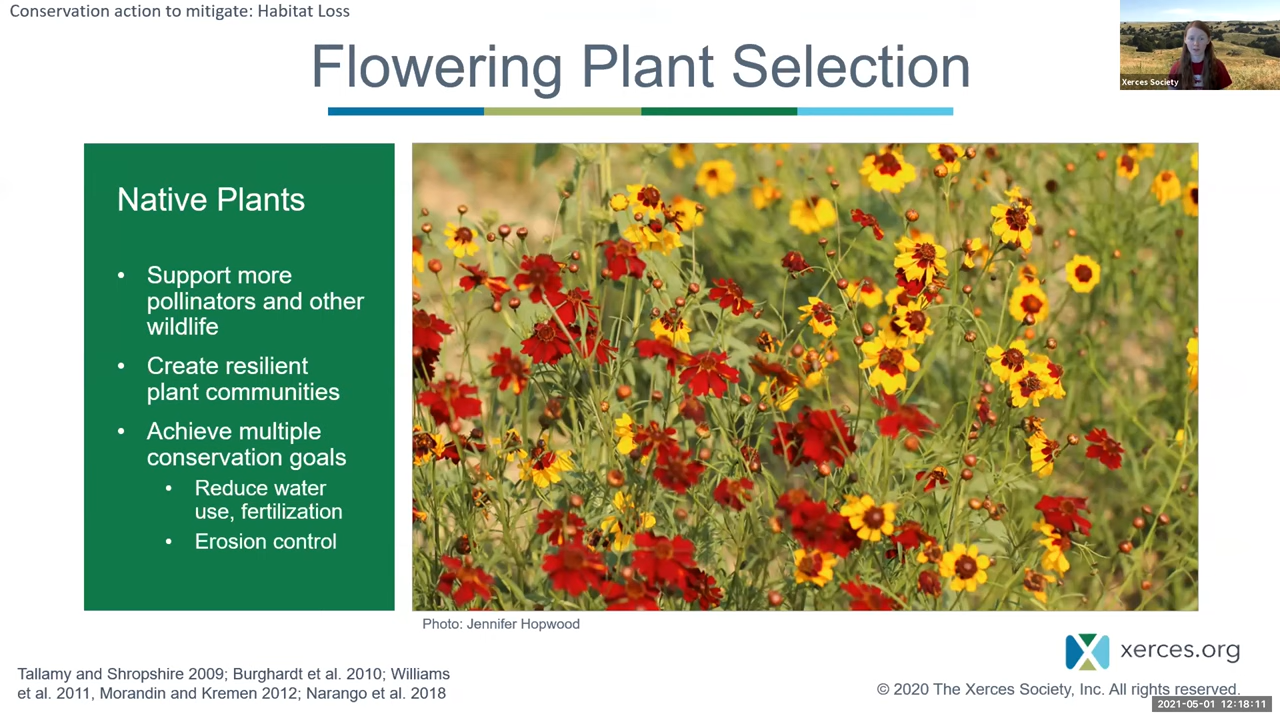 Conservation action to mitigate: Habitat Loss
Flowering Plant Selection
Xerces Society
Native Plants
• Support more
pollinators and other
wildlife
• Create resilient
plant communities
• Achieve multiple
conservation goals
• Reduce water
use, fertilization
• Erosion control
Photo: Jennifer Hopwood
Tallamy and Shropshire 2009; Burghardt et al. 2010; Williams
et al. 2011, Morandin and Kremen 2012; Narango et al. 2018
xerces.org
© 2020 The Xerces Society, Inc. All rights reserved.
2021-05-01 12:18:11